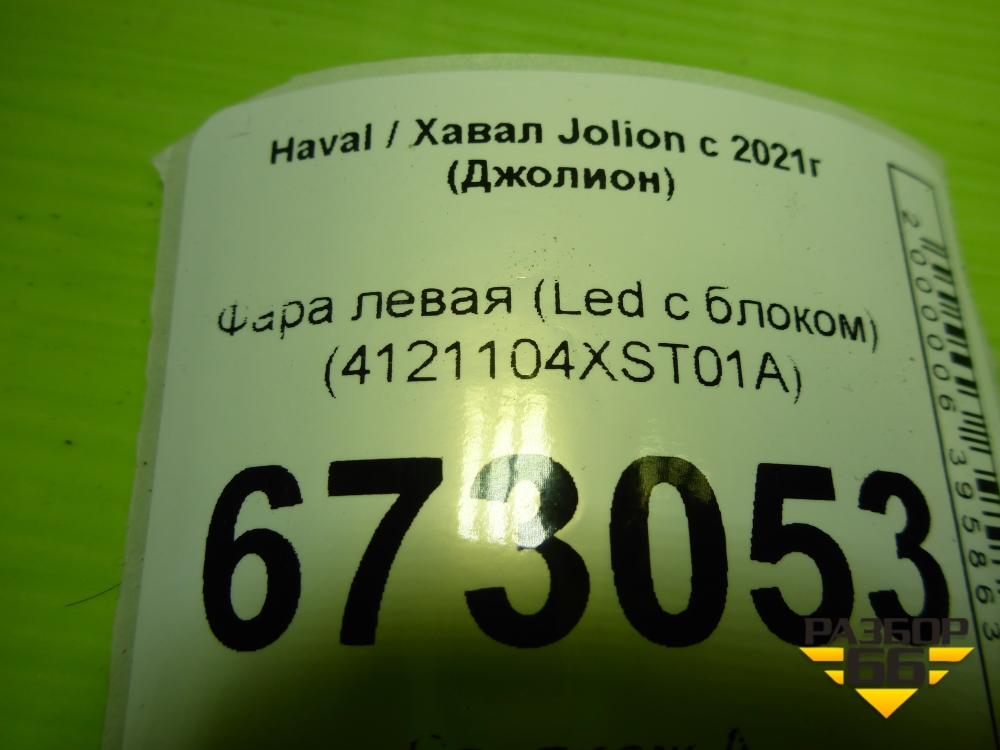 Haval / Хавал Jolion с 2021г
(Джолион)
Фара левая (Led с блоком)
(4121104XST01A)
673053
2000006395863
РАЗБОР
66